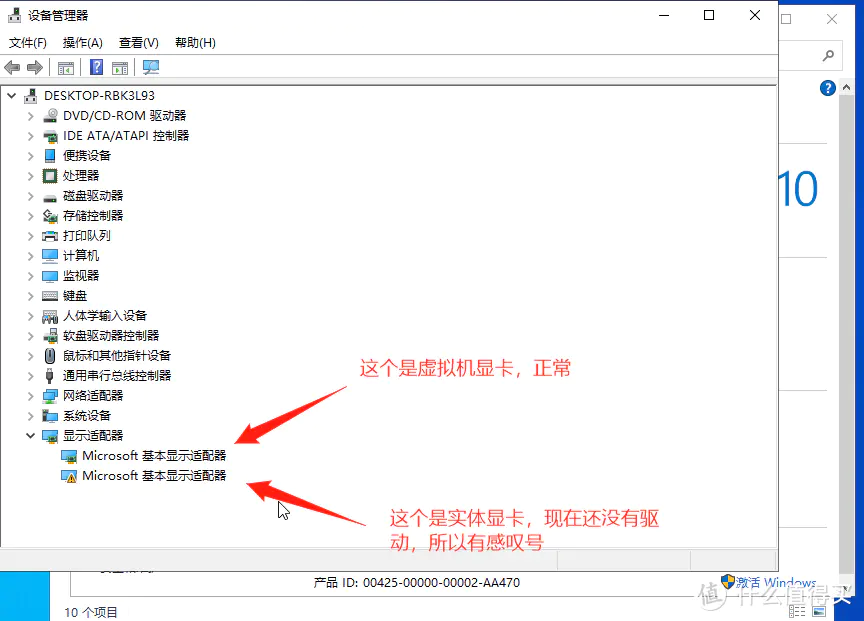 设备管理器
文件(F) 操作(A) 查看(V) 帮助(H)
DESKTOP-RBK3L93
DVD/CD-ROM 驱动器
IDE ATA/ATAPI 控制器
便携设备
处理器
磁盘驱动器
存储控制器
打印队列
计算机
监视器
键盘
人体学输入设备
软盘驱动器控制器
鼠标和其他指针设备
通用串行总线控制器
网络适配器
系统设备
显示适配器
Microsoft 基本显示适配器
Microsoft 基本显示适配器
这个是虚拟机显卡，正常
这个是实体显卡，现在还没有驱
动，所以有感叹号
10
产品 ID: 00425-00000-00002-AA470
激活 Windows
10 个项目
值 什么值得买